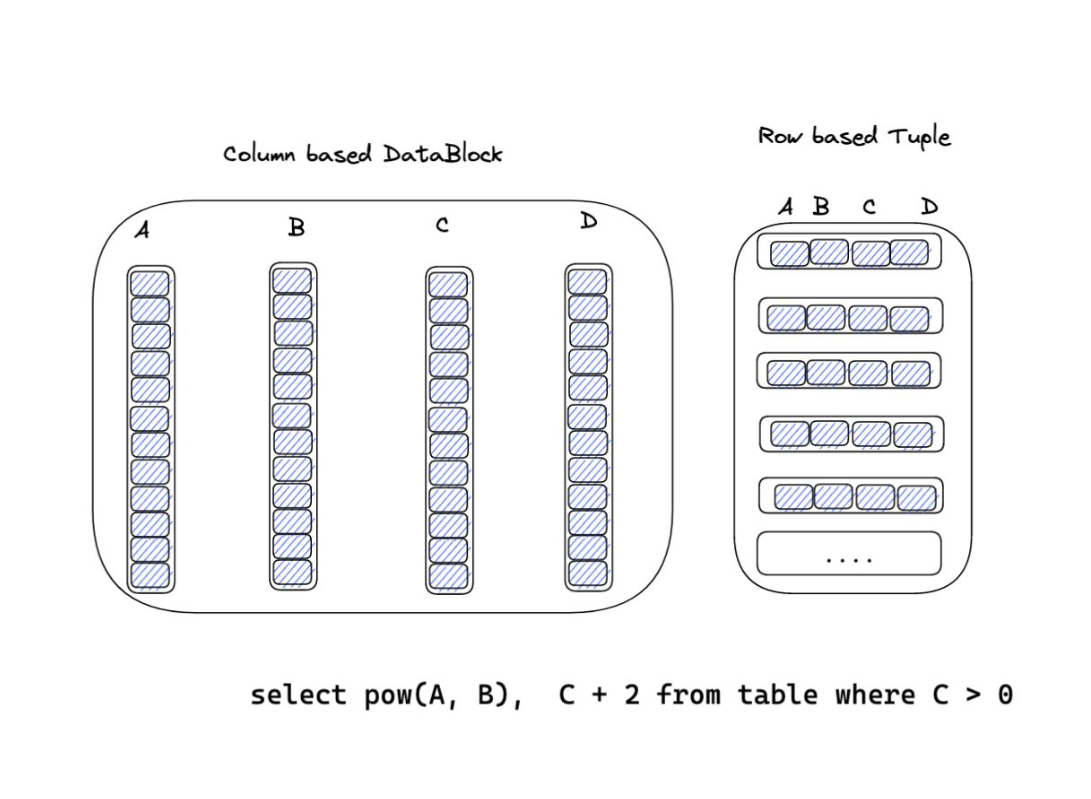 Column based DataBlock
A B C D
Row based Tuple
A B C D
....
select pow(A, B),  C + 2 from table where C > 0